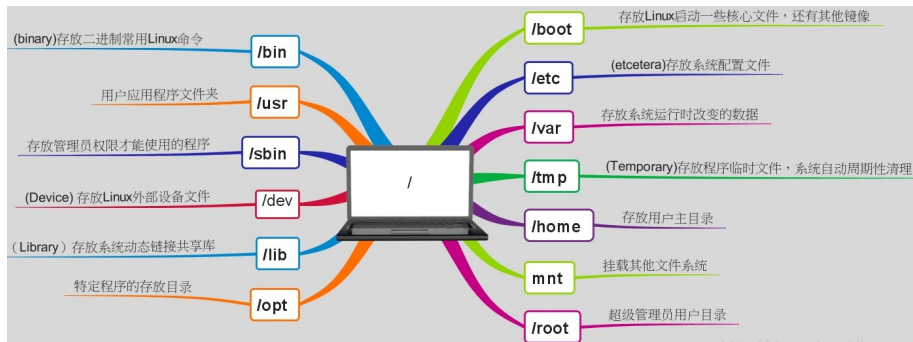 (binary)存放二进制常用Linux命令
/bin
用户应用程序文件夹
/usr
存放管理员权限才能使用的程序
/sbin
(Device) 存放Linux外部设备文件
/dev
（Library）存放系统动态链接共享库
/lib
特定程序的存放目录
/opt
/
/boot
存放Linux启动一些核心文件，还有其他镜像
/etc
(etcetera)存放系统配置文件
/var
存放系统运行时改变的数据
/tmp
(Temporary)存放程序临时文件，系统自动周期性清理
/home
存放用户主目录
mnt
挂载其他文件系统
/root
超级管理员用户目录